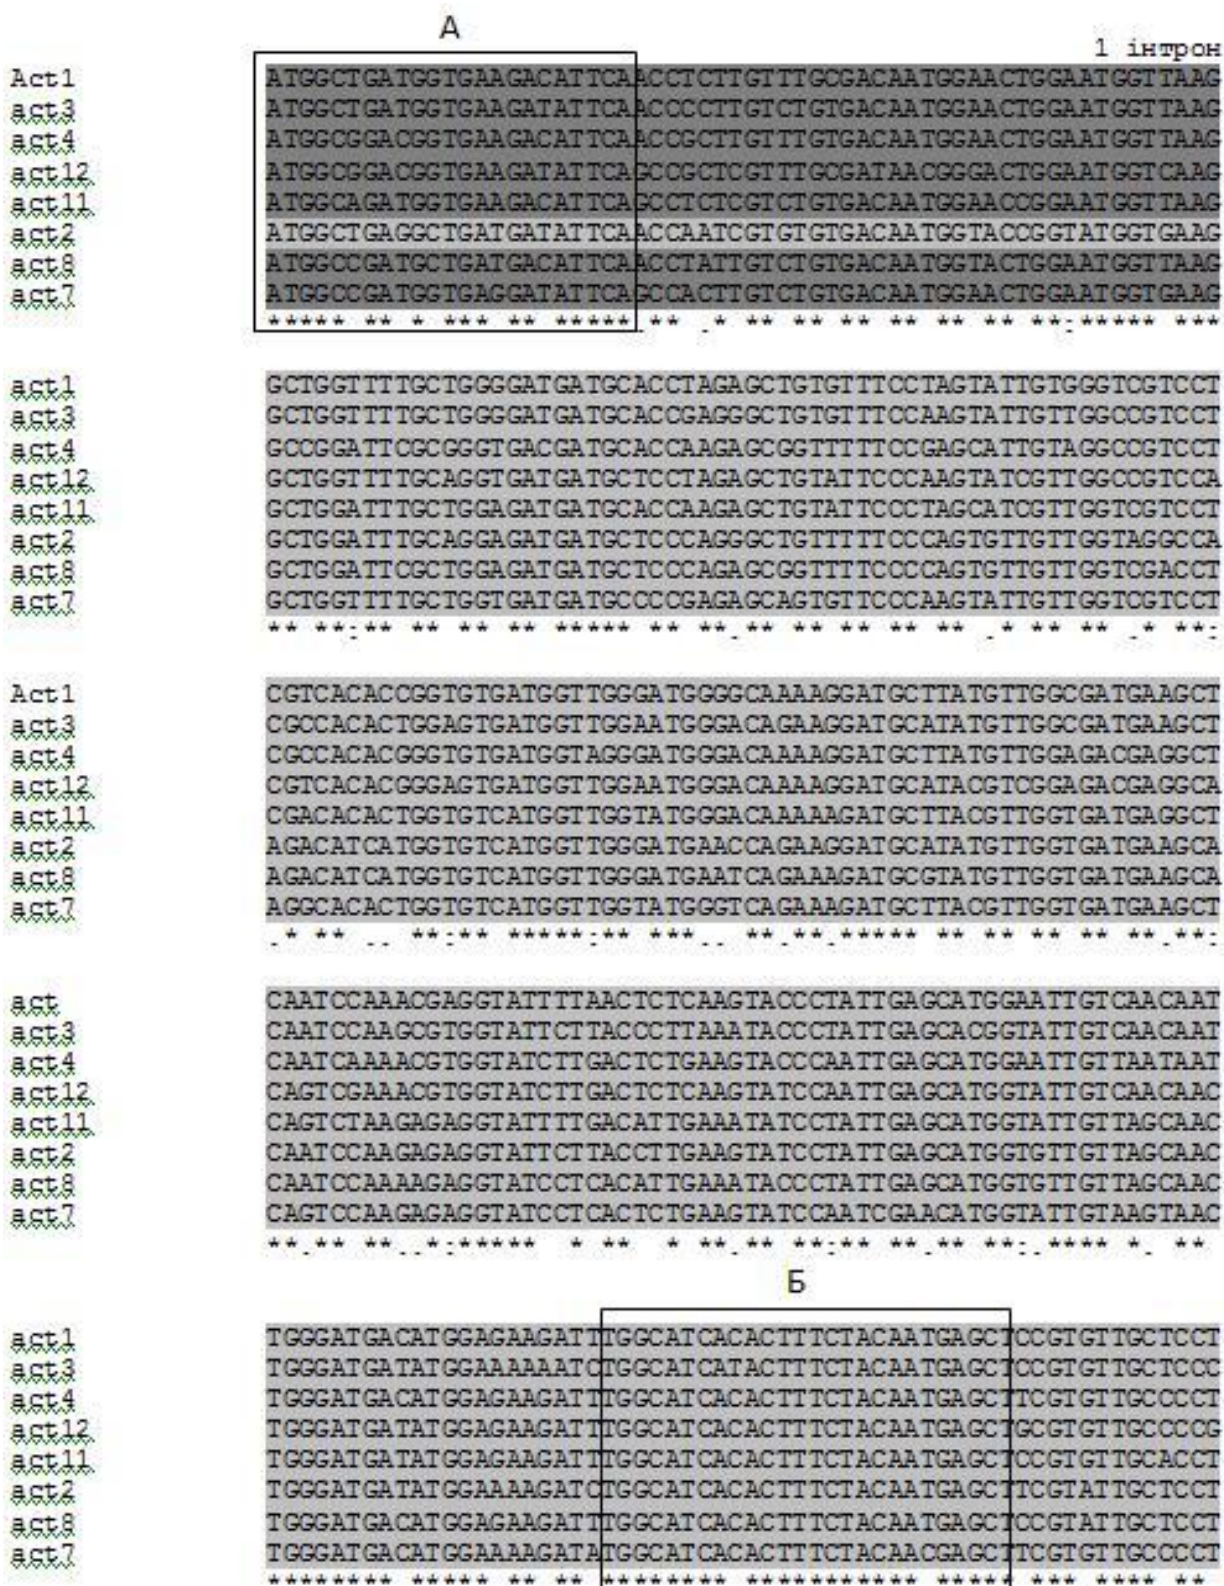 А
1 інтрон
Act1 ATGGCTGATGGTGAAGACATTCAACCTCTTGTTTGCGACAATGGAACTGGAATGGTTAAG
act3 ATGGCTGATGGTGAAGATATTCAACCCCTTGTCTGTGACAATGGAACTGGAATGGTTAAG
act4 ATGGCGGACGGTGAAGACATTCAACCGCTTGTTTGTGACAATGGAACTGGAATGGTTAAG
act12 ATGGCGGACGGTGAAGATATTCAGCCGCTCGTTTGCGATAACGGGACTGGAATGGTCAAG
act11 ATGGCAGATGGTGAAGACATTCAGCCTCTCGTCTGTGACAATGGAACCGGAATGGTTAAG
act2 ATGGCTGAGGCTGATGATATTCAACCAATCGTGTGTGACAATGGTACCGGTATGGTGAAG
act8 ATGGCCGATGCTGATGACATTCAACCTATTGTCTGTGACAATGGTACTGGAATGGTTAAG
act7 ATGGCCGATGGTGAGGATATTCAGCCACTTGTCTGTGACAATGGAACTGGAATGGTGAAG
***** ** * *** ** *****.** .* ** ** ** ** ** ** **:***** ***
act1 GCTGGTTTTGCTGGGGATGATGCACCTAGAGCTGTGTTTCCTAGTATTGTGGGTCGTCCT
act3 GCTGGTTTTGCTGGGGATGATGCACCGAGGGCTGTGTTTCCAAGTATTGTTGGCCGTCCT
act4 GCCGGATTCGCGGGTGACGATGCACCAAGAGCGGTTTTTCCGAGCATTGTAGGCCGTCCT
act12 GCTGGTTTTGCAGGTGATGATGCTCCTAGAGCTGTATTCCCAAGTATCGTTGGCCGTCCA
act11 GCTGGATTTGCTGGAGATGATGCACCAAGAGCTGTATTCCCTAGCATCGTTGGTCGTCCT
act2 GCTGGATTTGCAGGAGATGATGCTCCCAGGGCTGTTTTTCCCAGTGTTGTTGGTAGGCCA
act8 GCTGGATTCGCTGGAGATGATGCTCCCAGAGCGGTTTTCCCCAGTGTTGTTGGTCGACCT
act7 GCTGGTTTTGCTGGTGATGATGCCCCGAGAGCAGTGTTCCCAAGTATTGTTGGTCGTCCT
** **:** ** ** ** ***** ** **.** ** ** ** ** .* ** ** .* **:
Act1 CGTCACACCGGTGTGATGGTTGGGATGGGGCAAAAGGATGCTTATGTTGGCGATGAAGCT
act3 CGCCACACTGGAGTGATGGTTGGAATGGGACAGAAGGATGCATATGTTGGCGATGAAGCT
act4 CGCCACACGGGTGTGATGGTAGGGATGGGACAAAAGGATGCTTATGTTGGAGACGAGGCT
act12 CGTCACACGGGAGTGATGGTTGGAATGGGACAAAAGGATGCATACGTCGGAGACGAGGCA
act11 CGACACACTGGTGTCATGGTTGGTATGGGACAAAAAGATGCTTACGTTGGTGATGAGGCT
act2 AGACATCATGGTGTCATGGTTGGGATGAACCAGAAGGATGCATATGTTGGTGATGAAGCA
act8 AGACATCATGGTGTCATGGTTGGGATGAATCAGAAAGATGCGTATGTTGGTGATGAAGCA
act7 AGGCACACTGGTGTCATGGTTGGTATGGGTCAGAAAGATGCTTACGTTGGTGATGAAGCT
.* ** .. **:** *****:** ***.. **.**.***** ** ** ** ** **.**:
act CAATCCAAACGAGGTATTTTAACTCTCAAGTACCCTATTGAGCATGGAATTGTCAACAAT
act3 CAATCCAAGCGTGGTATTCTTACCCTTAAATACCCTATTGAGCACGGTATTGTCAACAAT
act4 CAATCAAAACGTGGTATCTTGACTCTGAAGTACCCAATTGAGCATGGAATTGTTAATAAT
act12 CAGTCGAAACGTGGTATCTTGACTCTCAAGTATCCAATTGAGCATGGTATTGTCAACAAC
act11 CAGTCTAAGAGAGGTATTTTGACATTGAAATATCCTATTGAGCATGGTATTGTTAGCAAC
act2 CAATCCAAGAGAGGTATTCTTACCTTGAAGTATCCTATTGAGCATGGTGTTGTTAGCAAC
act8 CAATCCAAAAGAGGTATCCTCACATTGAAATACCCTATTGAGCATGGTGTTGTTAGCAAC
act7 CAGTCCAAGAGAGGTATCCTCACTCTGAAGTATCCAATCGAACATGGTATTGTAAGTAAC
**.** **..*:***** * ** * **.** **:** **.** **:.**** *. **
Б
act1 TGGGATGACATGGAGAAGATTTGGCATCACACTTTCTACAATGAGCTCCGTGTTGCTCCT
act3 TGGGATGATATGGAAAAAATCTGGCATCATACTTTCTACAATGAGCTCCGTGTTGCTCCC
act4 TGGGATGACATGGAGAAGATTTGGCATCACACTTTCTACAATGAGCTTCGTGTTGCCCCT
act12 TGGGATGATATGGAGAAGATTTGGCATCACACTTTCTACAATGAGCTGCGTGTTGCCCCG
act11 TGGGATGATATGGAGAAGATTTGGCATCACACTTTCTACAATGAGCTCCGTGTTGCACCT
act2 TGGGATGATATGGAAAAGATCTGGCATCACACTTTCTACAATGAGCTTCGTATTGCTCCT
act8 TGGGATGACATGGAGAAGATTTGGCATCACACTTTCTACAATGAGCTCCGTATTGCTCCT
act7 TGGGATGACATGGAAAAGATATGGCATCACACTTTCTACAACGAGCTTCGTGTTGCCCCT
******** ***** ** ** ******** *********** ***** *** **** **